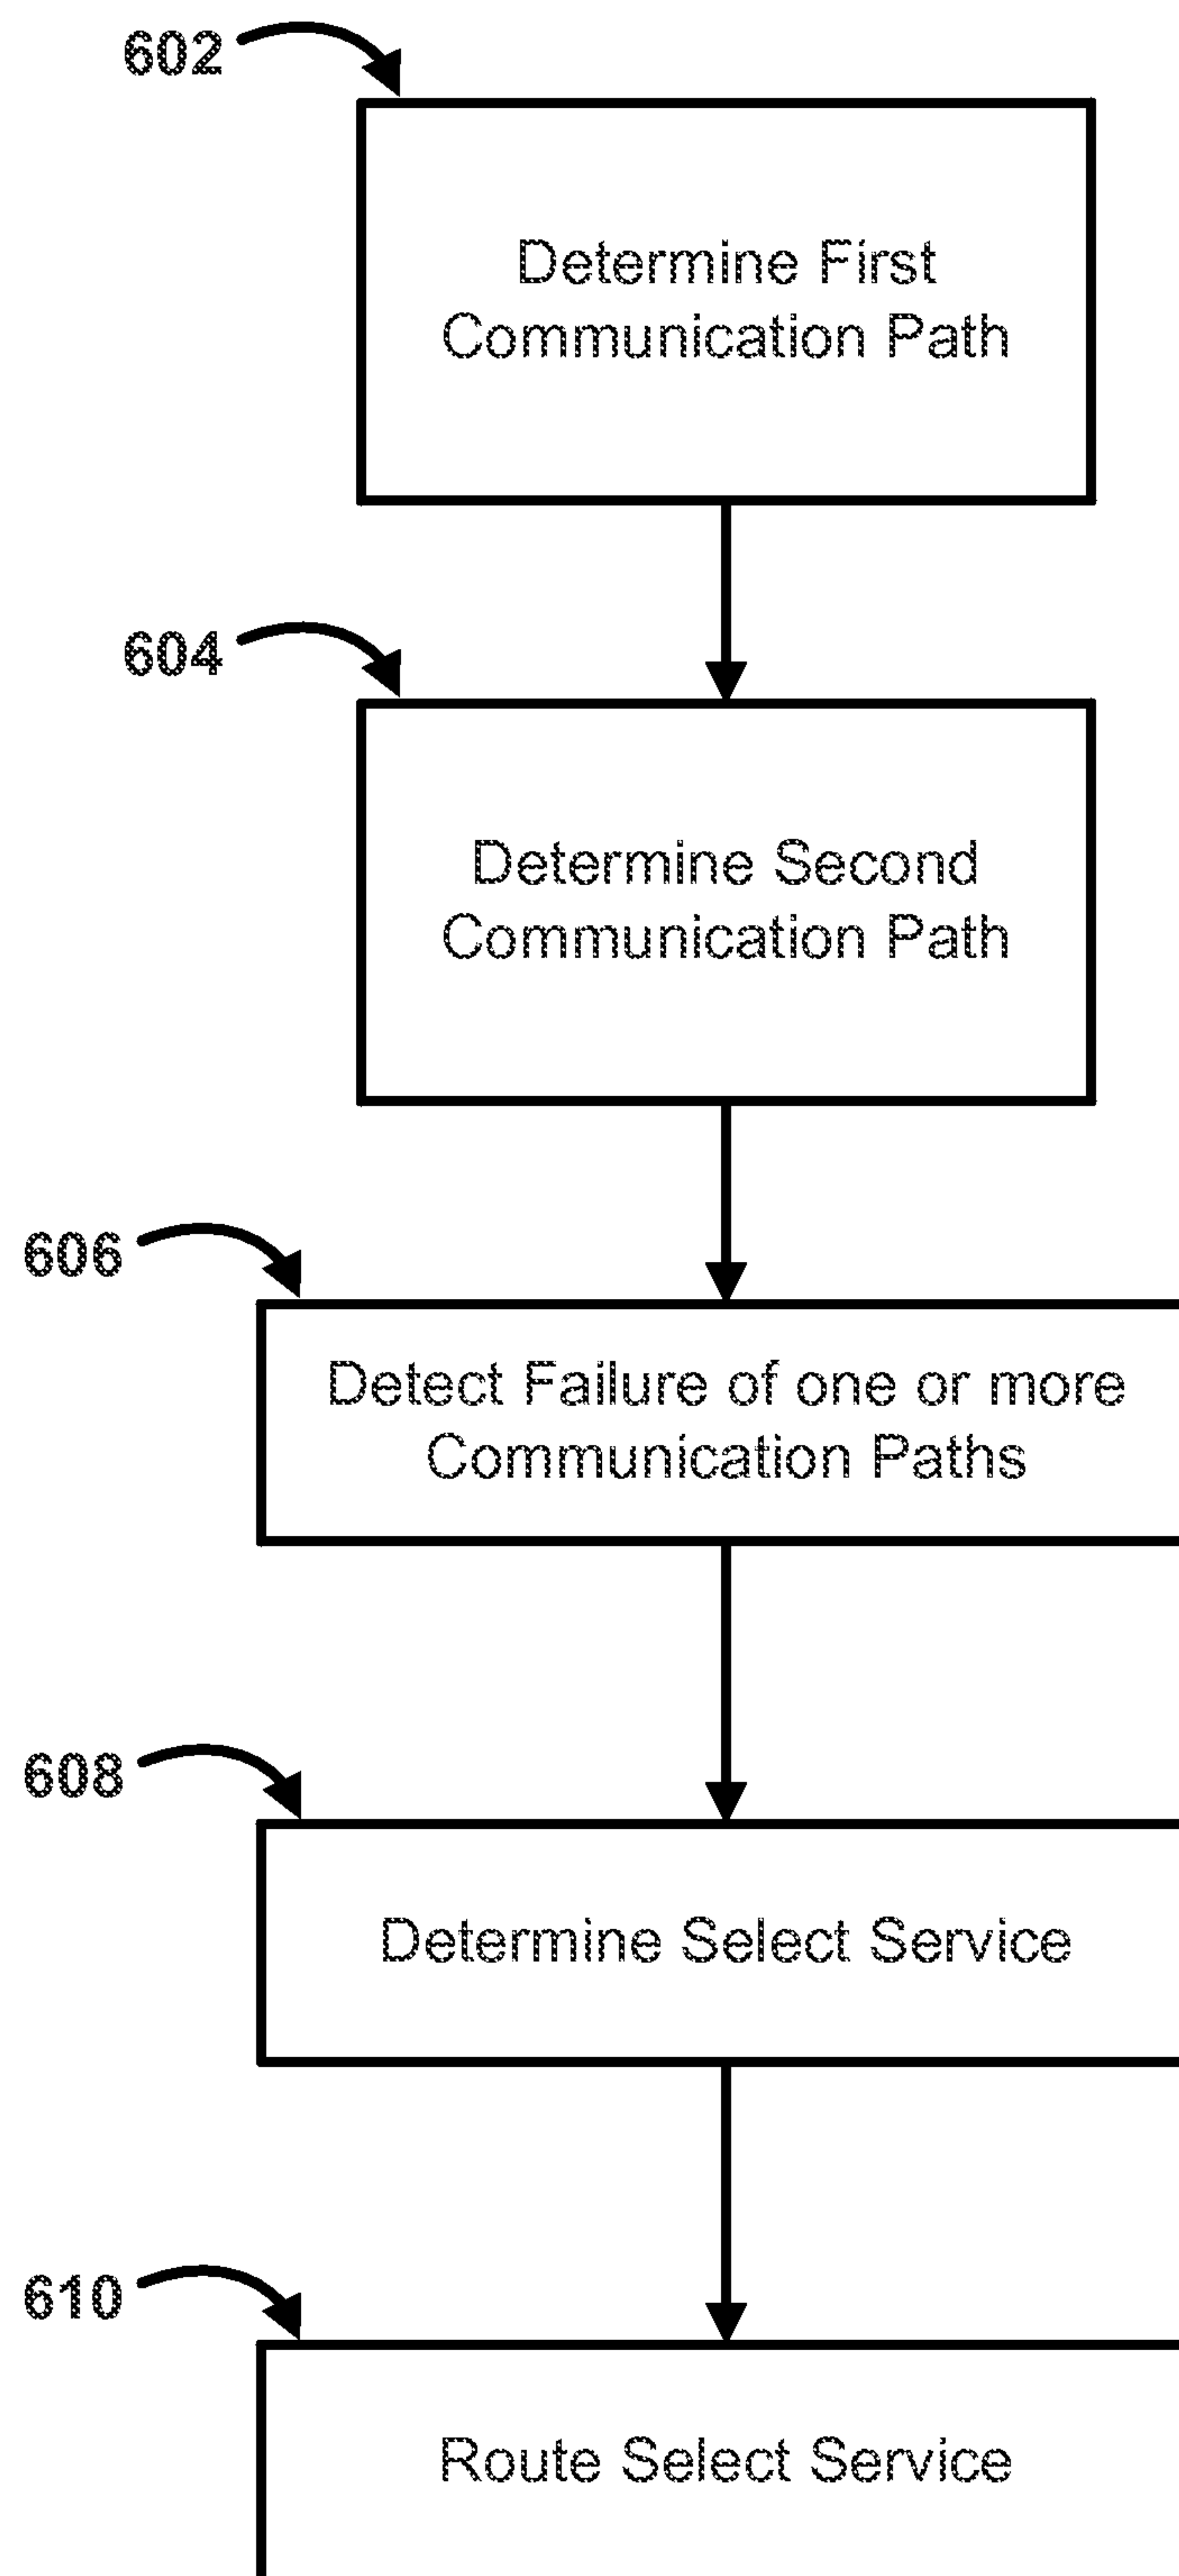 602
Determine First
Communication Path
604
Determine Second
Communication Path
606
Detect Failure of one or more
Communication Paths
608
Determine Select Service
610
Route Select Service